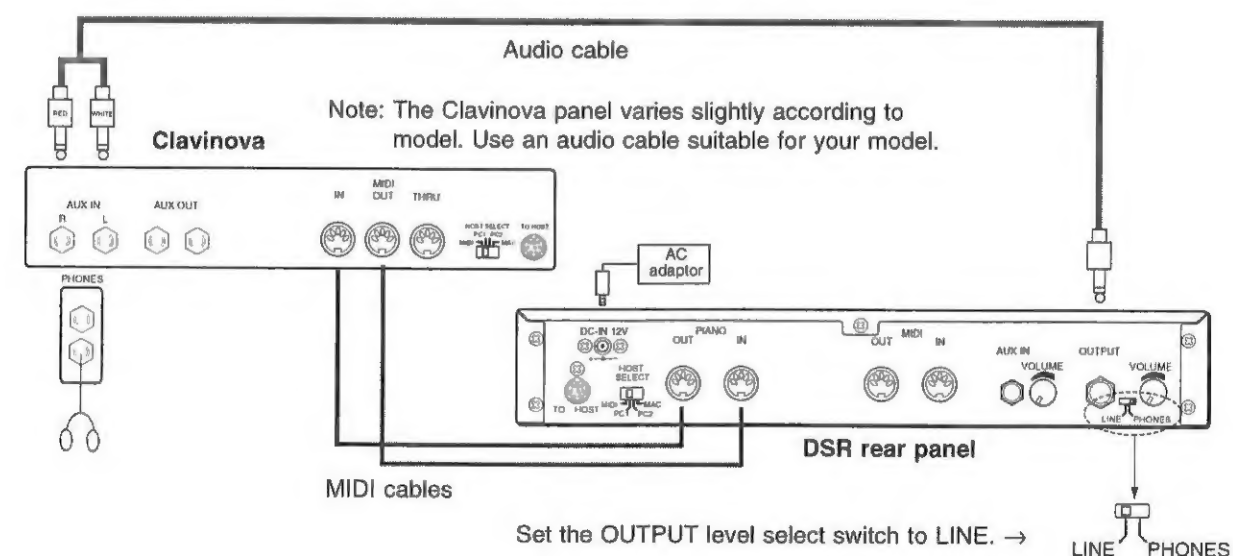 Audio cable
RED WHITE
Note: The Clavinova panel varies slightly according to
model. Use an audio cable suitable for your model.
Clavinova
AUX IN
R L
AUX OUT
MIDI
IN OUT THRU
HOST SELECT
PC1 PC2
MIDI MAC
TO HOST
PHONES
AC
adaptor
DC-IN 12V
PIANO
OUT IN
MIDI
OUT IN
AUX IN
VOLUME
OUTPUT
VOLUME
HOST
SELECT
TO HOST
MIDI MAC
PC1 PC2
LINE PHONES
DSR rear panel
MIDI cables
Set the OUTPUT level select switch to LINE. →
LINE PHONES